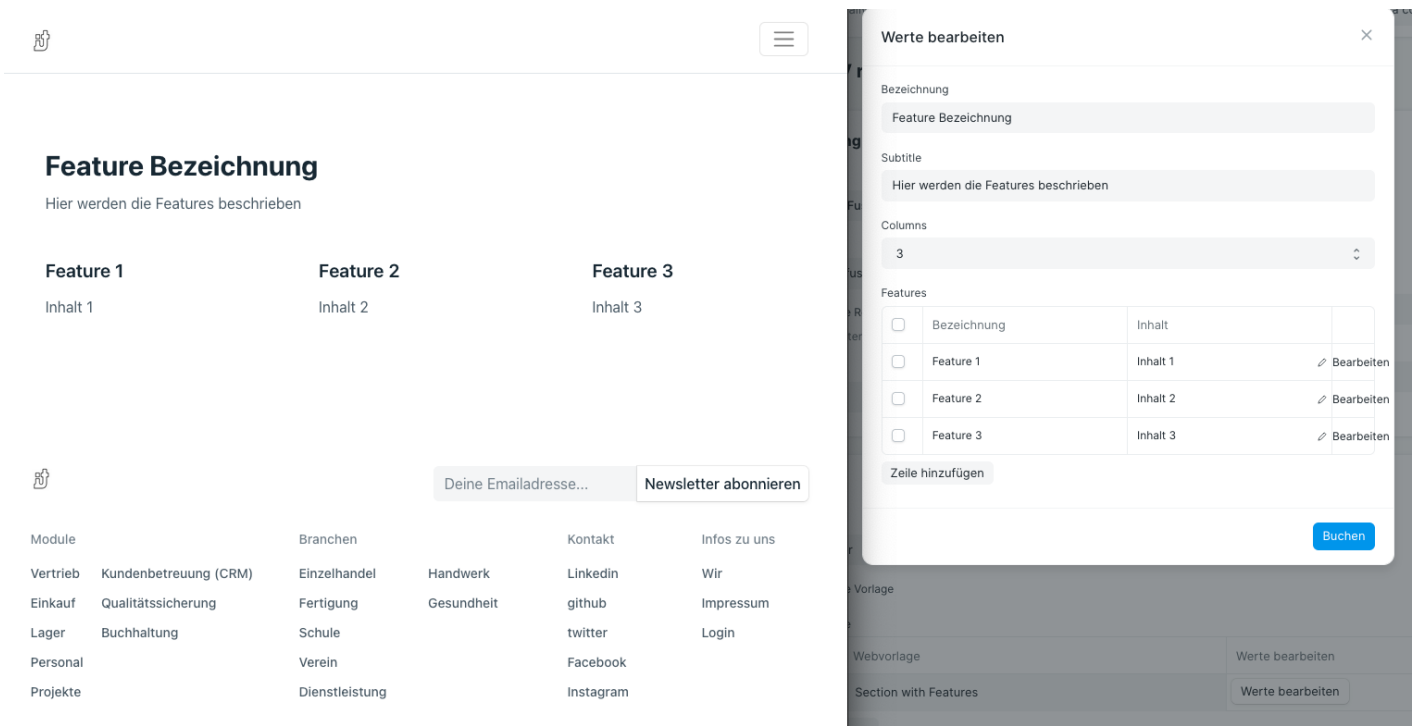 Feature Bezeichnung
Hier werden die Features beschrieben
Feature 1 Feature 2 Feature 3
Inhalt 1 Inhalt 2 Inhalt 3
Deine Emailadresse... Newsletter abonnieren
Module Branchen Kontakt Infos zu uns
Vertrieb Kundenbetreuung (CRM) Einzelhandel Handwerk Linkedin Wir
Einkauf Qualitätssicherung Fertigung Gesundheit github Impressum
Lager Buchhaltung Schule twitter Login
Personal Verein Facebook
Projekte Dienstleistung Instagram
Werte bearbeiten
Bezeichnung
Feature Bezeichnung
Subtitle
Hier werden die Features beschrieben
Columns
3
Features
Bezeichnung Inhalt
Feature 1 Inhalt 1 Bearbeiten
Feature 2 Inhalt 2 Bearbeiten
Feature 3 Inhalt 3 Bearbeiten
Zeile hinzufügen
Buchen
Vorlage
Webvorlage Werte bearbeiten
Section with Features Werte bearbeiten